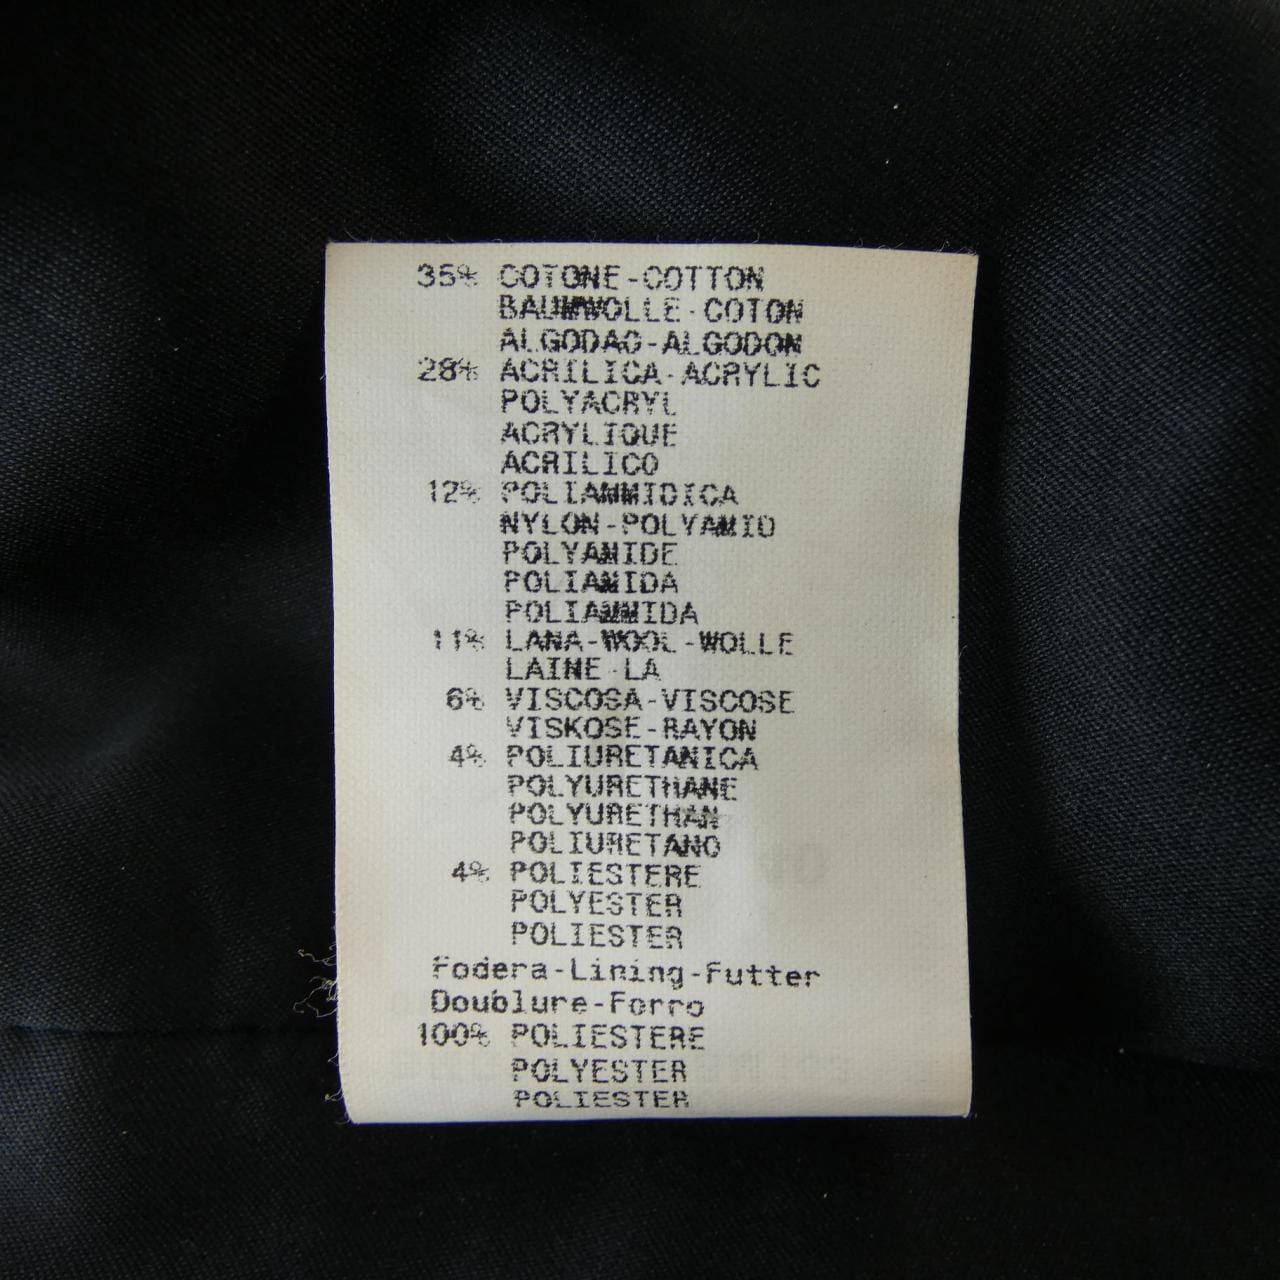 35% COTONE-COTTON
BAUMWOLLE-COTON
ALGODAO-ALGODON
28% ACRILICA-ACRYLIC
POLYACRYL
ACRYLIQUE
ACRILICO
12% POLIAMMIDICA
NYLON-POLYAMID
POLYAMIDE
POLIAMIDA
POLIAMMIDA
11% LANA-WOOL-WOLLE
LAINE-LA
6% VISCOSA-VISCOSE
VISKOSE-RAYON
4% POLIURETANICA
POLYURETHANE
POLYURETHAN
POLIURETANO
4% POLIESTERE
POLYESTER
POLIESTER
Fodera-Lining-Futter
Doublure-Forro
100% POLIESTERE
POLYESTER
POLIESTER